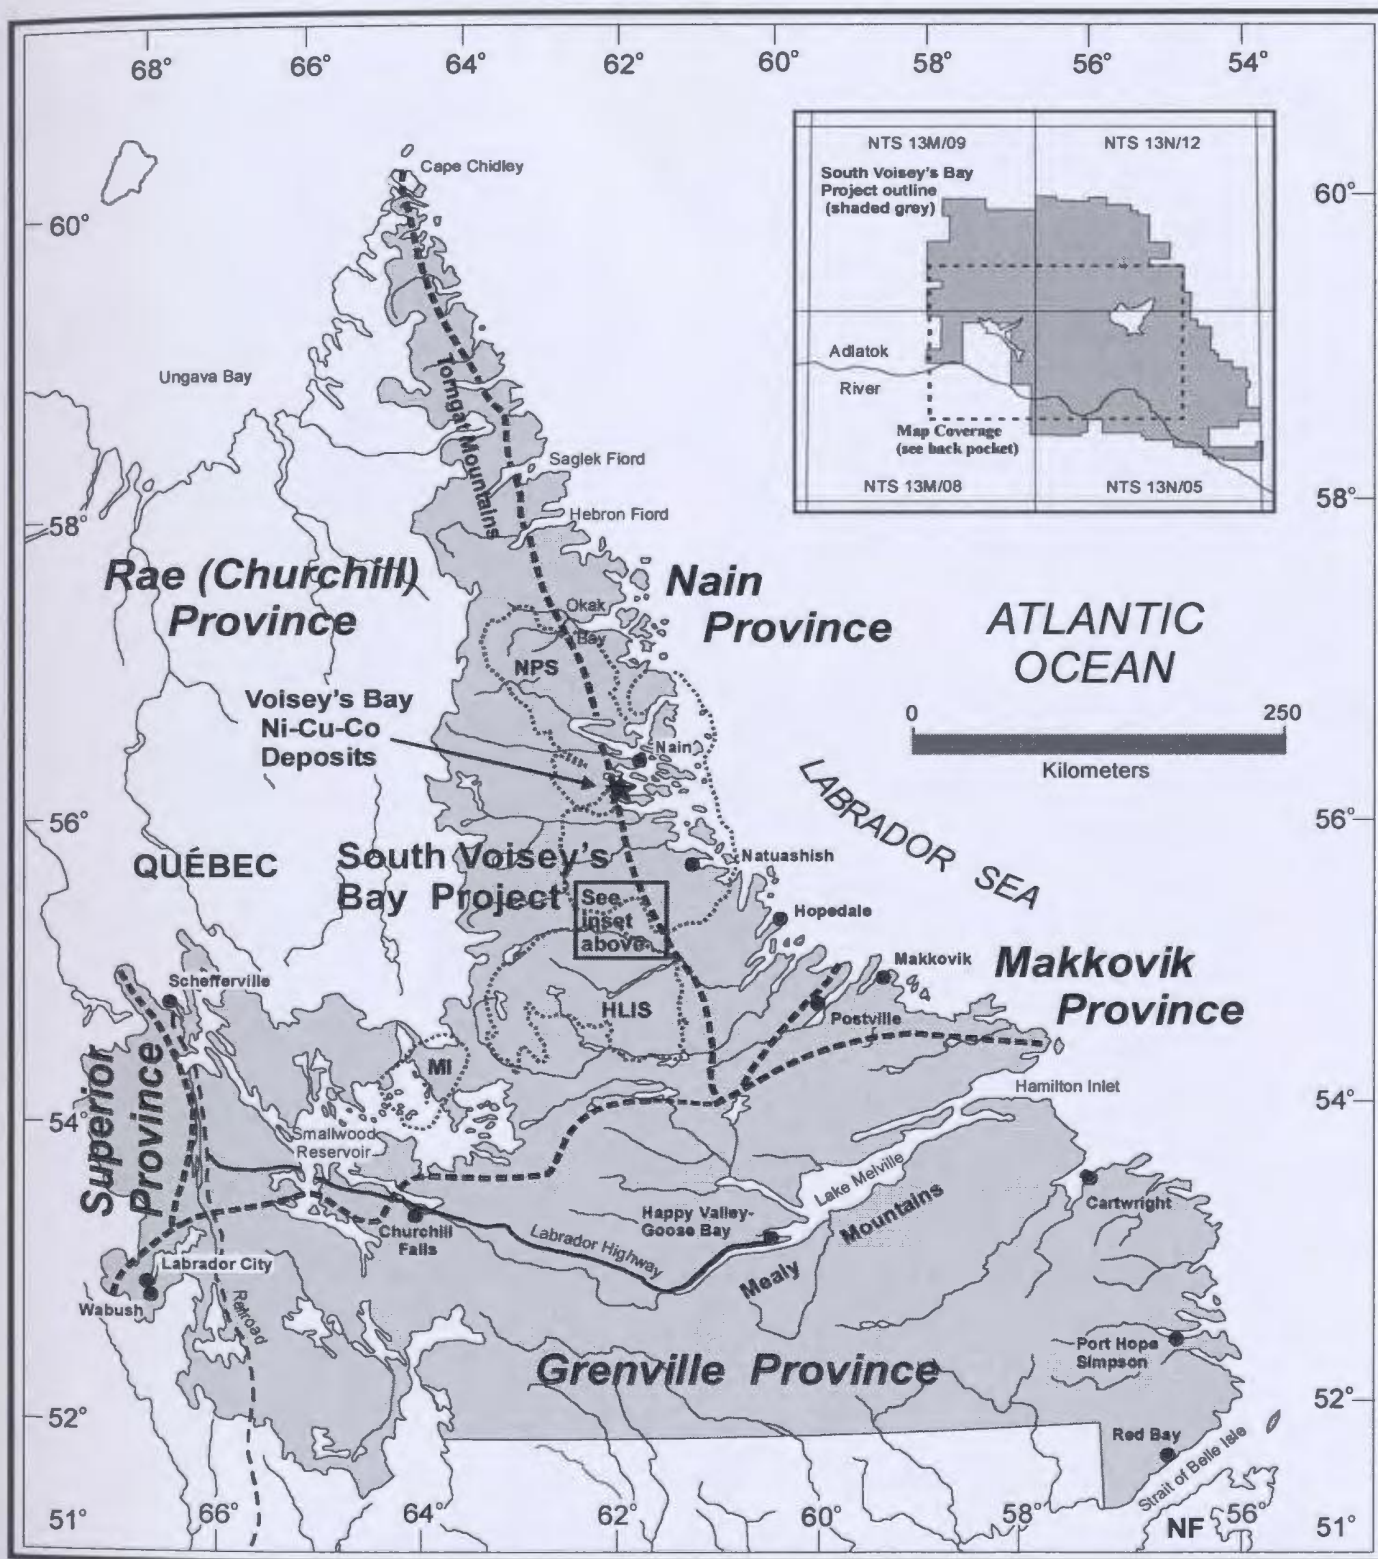 68° 66° 64° 62° 60° 58° 56° 54°
NTS 13M/09 NTS 13N/12
South Voisey's Bay
Project outline
(shaded grey)
Adlatok
River
Map Coverage
(see back pocket)
NTS 13M/08 NTS 13N/05
Cape Chidley
60° 60°
Ungava Bay
Torngat Mountains
Saglek Fiord
58° 58°
Hebron Fiord
Rae (Churchill)
Province
Nain
Province
Okak
Bay
NPS
ATLANTIC
OCEAN
Voisey's Bay
Ni-Cu-Co
Deposits
0 250
Kilometers
Nain
LABRADOR SEA
56° 56°
QUÉBEC
South Voisey's
Bay Project
See
inset
above
Natuashish
Hopedale
Makkovik
Makkovik
Province
Schefferville
HLIS
Postville
Superior
Province
MI
Hamilton Inlet
54° 54°
Smallwood
Reservoir
Lake Melville
Cartwright
Happy Valley-
Goose Bay
Mealy Mountains
Churchill
Falls
Labrador Highway
Labrador City
Wabush
Railroad
Port Hope
Simpson
Grenville Province
52° 52°
Red Bay
Strait of Belle Isle
NF
51° 66° 64° 62° 60° 58° 56° 51°